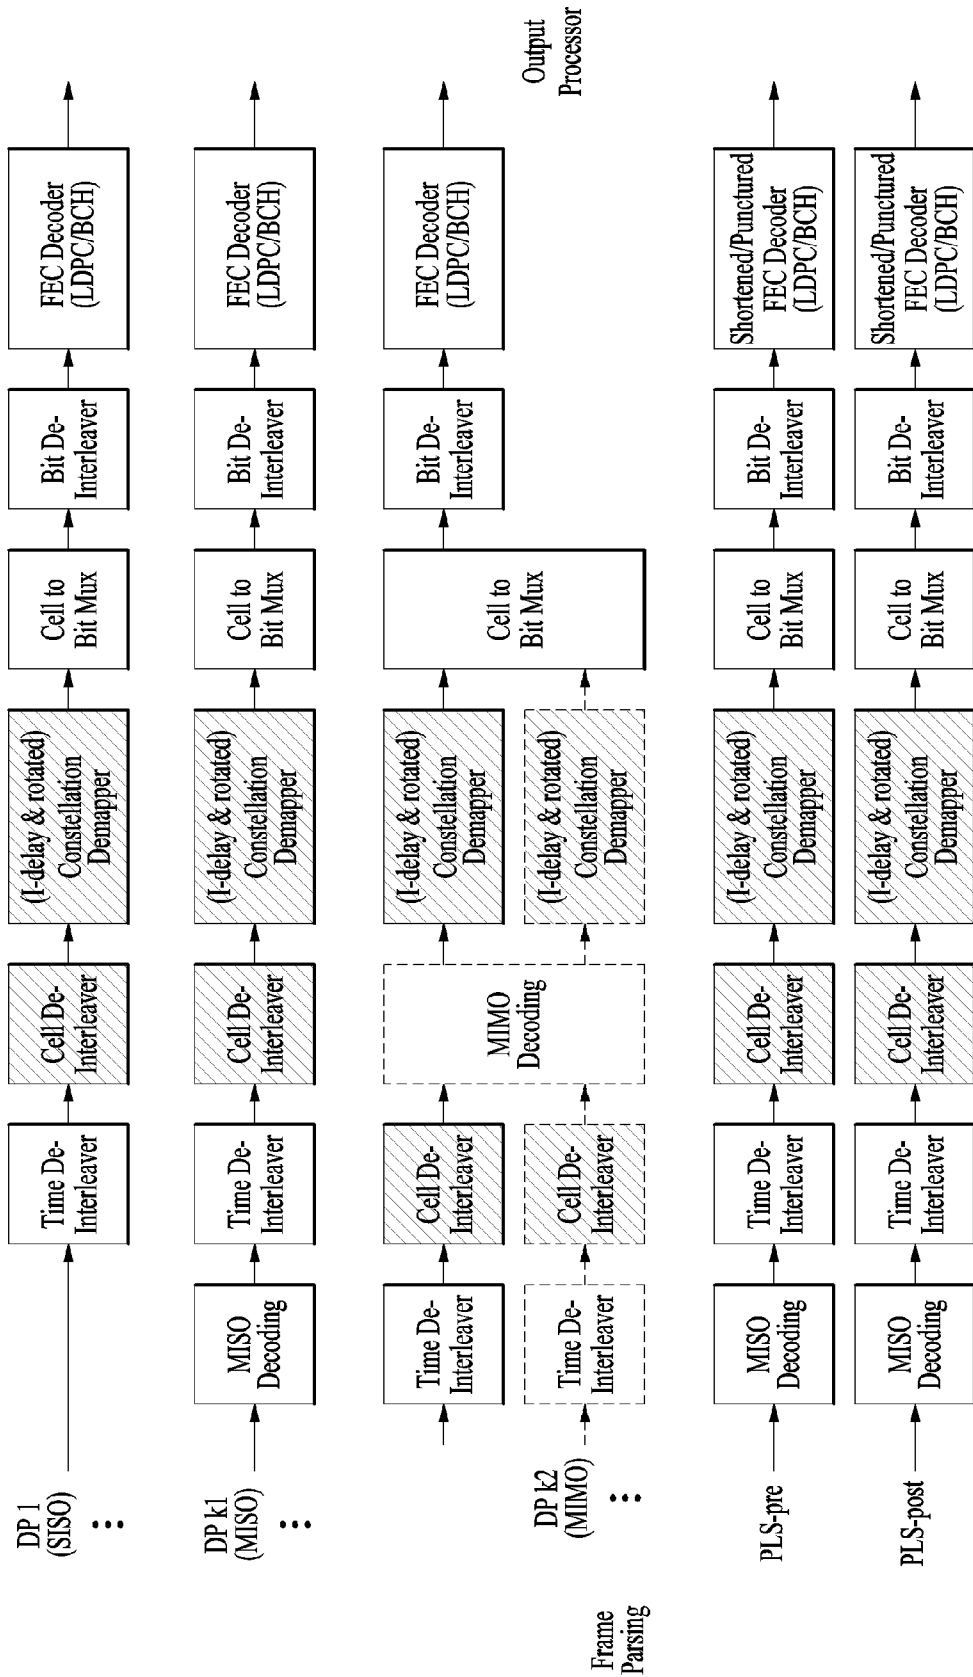 Frame
Parsing
DP 1
(SISO)
Time De-
Interleaver
Cell De-
Interleaver
(I-delay & rotated)
Constellation
Demapper
Cell to
Bit Mux
Bit De-
Interleaver
FEC Decoder
(LDPC/BCH)
DP k1
(MISO)
MISO
Decoding
Time De-
Interleaver
Cell De-
Interleaver
(I-delay & rotated)
Constellation
Demapper
Cell to
Bit Mux
Bit De-
Interleaver
FEC Decoder
(LDPC/BCH)
Time De-
Interleaver
Cell De-
Interleaver
MIMO
Decoding
(I-delay & rotated)
Constellation
Demapper
Cell to
Bit Mux
Bit De-
Interleaver
FEC Decoder
(LDPC/BCH)
DP k2
(MIMO)
Time De-
Interleaver
Cell De-
Interleaver
(I-delay & rotated)
Constellation
Demapper
Output
Processor
PLS-pre
MISO
Decoding
Time De-
Interleaver
Cell De-
Interleaver
(I-delay & rotated)
Constellation
Demapper
Cell to
Bit Mux
Bit De-
Interleaver
Shortened/Punctured
FEC Decoder
(LDPC/BCH)
PLS-post
MISO
Decoding
Time De-
Interleaver
Cell De-
Interleaver
(I-delay & rotated)
Constellation
Demapper
Cell to
Bit Mux
Bit De-
Interleaver
Shortened/Punctured
FEC Decoder
(LDPC/BCH)